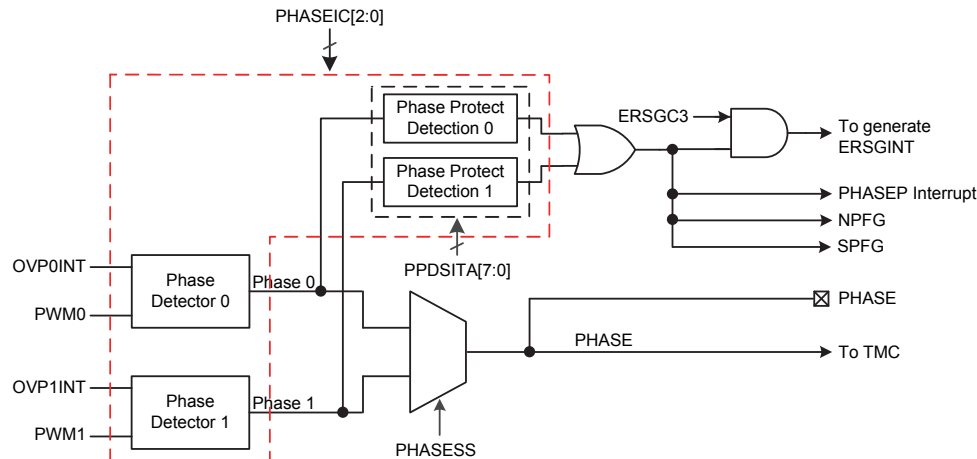 PHASEIC[2:0]
Phase Protect
Detection 0
ERSGC3
To generate
ERSGINT
Phase Protect
Detection 1
PHASEP Interrupt
NPFG
SPFG
OVP0INT
PWM0
Phase
Detector 0
Phase 0
PPDSITA[7:0]
PHASE
PHASE
To TMC
OVP1INT
PWM1
Phase
Detector 1
Phase 1
PHASESS